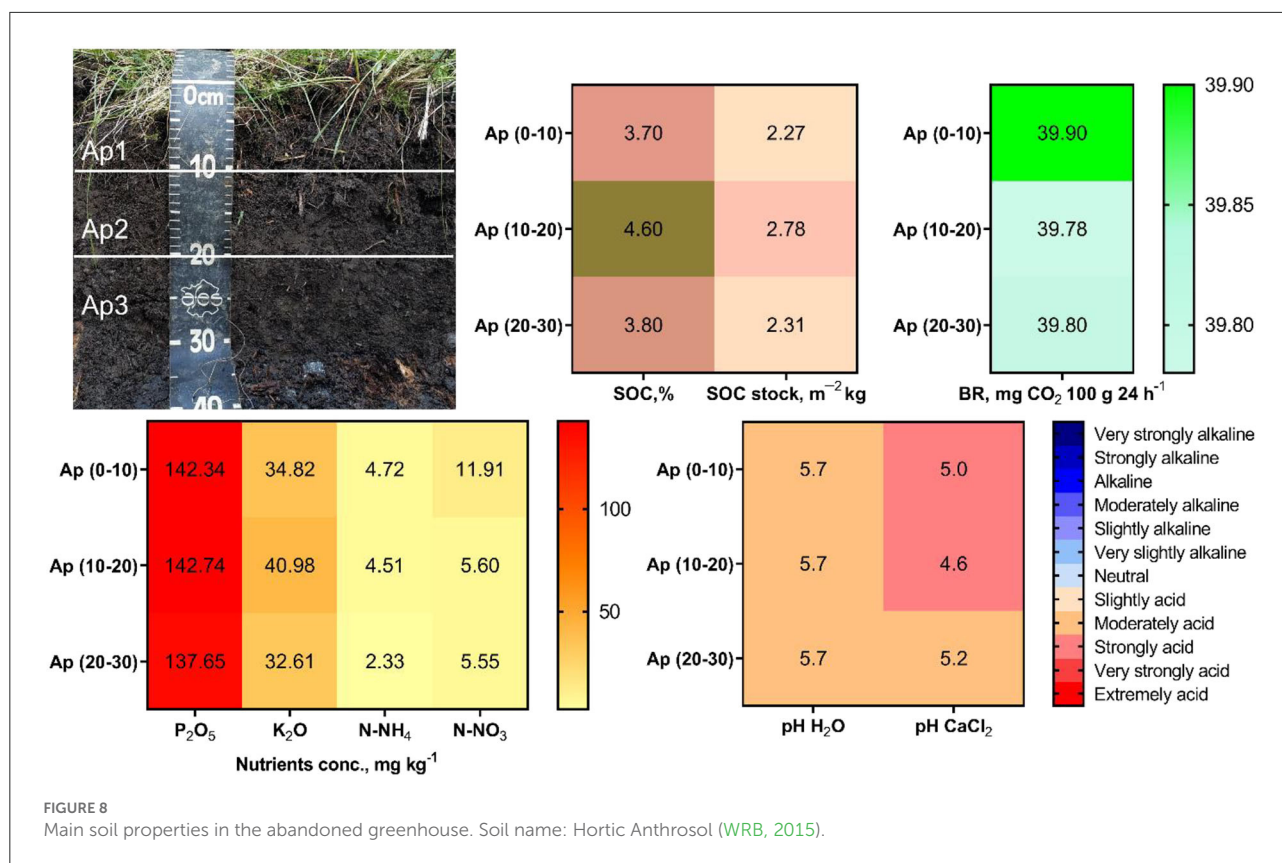 0cm
Ap1
10
Ap2
20
Ap3
30
40
Ap (0-10)
3.70
2.27
Ap (10-20)
4.60
2.78
Ap (20-30)
3.80
2.31
SOC,%
SOC stock, m⁻² kg
Ap (0-10)
39.90
Ap (10-20)
39.78
Ap (20-30)
39.80
BR, mg CO₂ 100 g 24 h⁻¹
39.90
39.85
39.80
Ap (0-10)
142.34
34.82
4.72
11.91
Ap (10-20)
142.74
40.98
4.51
5.60
Ap (20-30)
137.65
32.61
2.33
5.55
P₂O₅
K₂O
N-NH₄
N-NO₃
Nutrients conc., mg kg⁻¹
100
50
Ap (0-10)
5.7
5.0
Ap (10-20)
5.7
4.6
Ap (20-30)
5.7
5.2
pH H₂O
pH CaCl₂
Very strongly alkaline
Strongly alkaline
Alkaline
Moderately alkaline
Slightly alkaline
Very slightly alkaline
Neutral
Slightly acid
Moderately acid
Strongly acid
Very strongly acid
Extremely acid
FIGURE 8
Main soil properties in the abandoned greenhouse. Soil name: Hortic Anthrosol (WRB, 2015).